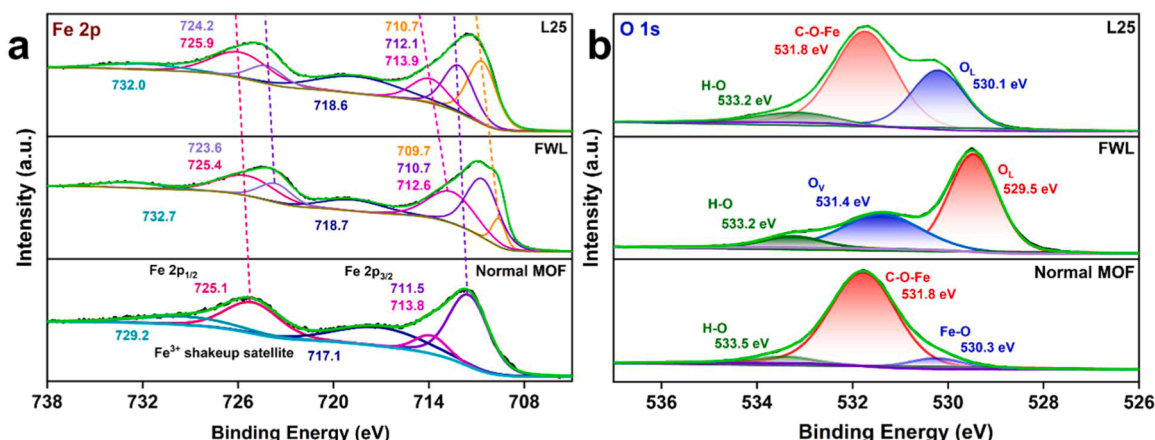 a
Fe 2p
724.2
725.9
732.0
718.6
710.7
712.1
713.9
L25
723.6
725.4
732.7
718.7
709.7
710.7
712.6
FWL
Fe 2p1/2
725.1
729.2
Fe³⁺ shakeup satellite
717.1
Fe 2p3/2
711.5
713.8
Normal MOF
738
732
726
720
714
708
Binding Energy (eV)
Intensity (a.u.)
b
O 1s
L25
C-O-Fe
531.8 eV
OL
530.1 eV
H-O
533.2 eV
FWL
OL
529.5 eV
OV
531.4 eV
H-O
533.2 eV
Normal MOF
C-O-Fe
531.8 eV
H-O
533.5 eV
Fe-O
530.3 eV
536
534
532
530
528
526
Binding Energy (eV)
Intensity (a.u.)